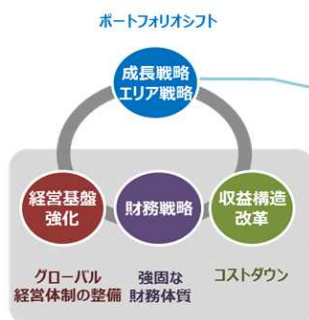 ポートフォリオシフト
成長戦略
エリア戦略
経営基盤
強化
財務戦略
収益構造
改革
グローバル
経営体制の整備
強固な
財務体質
コストダウン